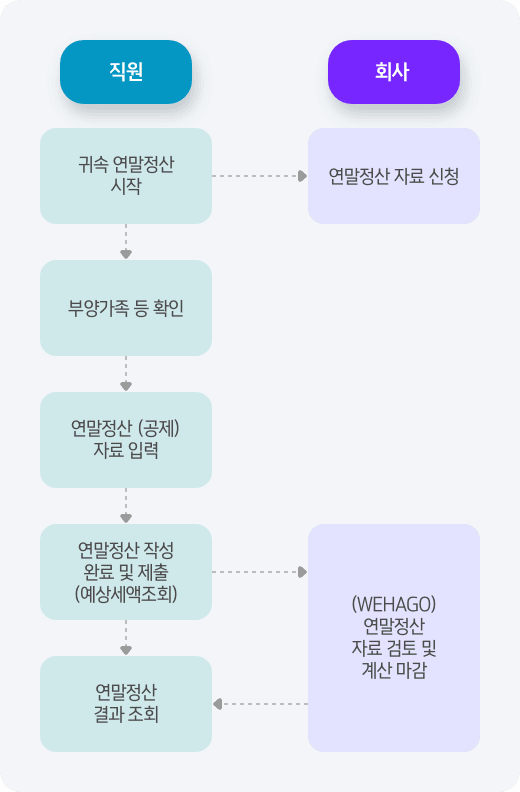 직원
회사
귀속 연말정산
시작
연말정산 자료 신청
부양가족 등 확인
연말정산 (공제)
자료 입력
연말정산 작성
완료 및 제출
(예상세액조회)
(WEHAGO)
연말정산
자료 검토 및
계산 마감
연말정산
결과 조회